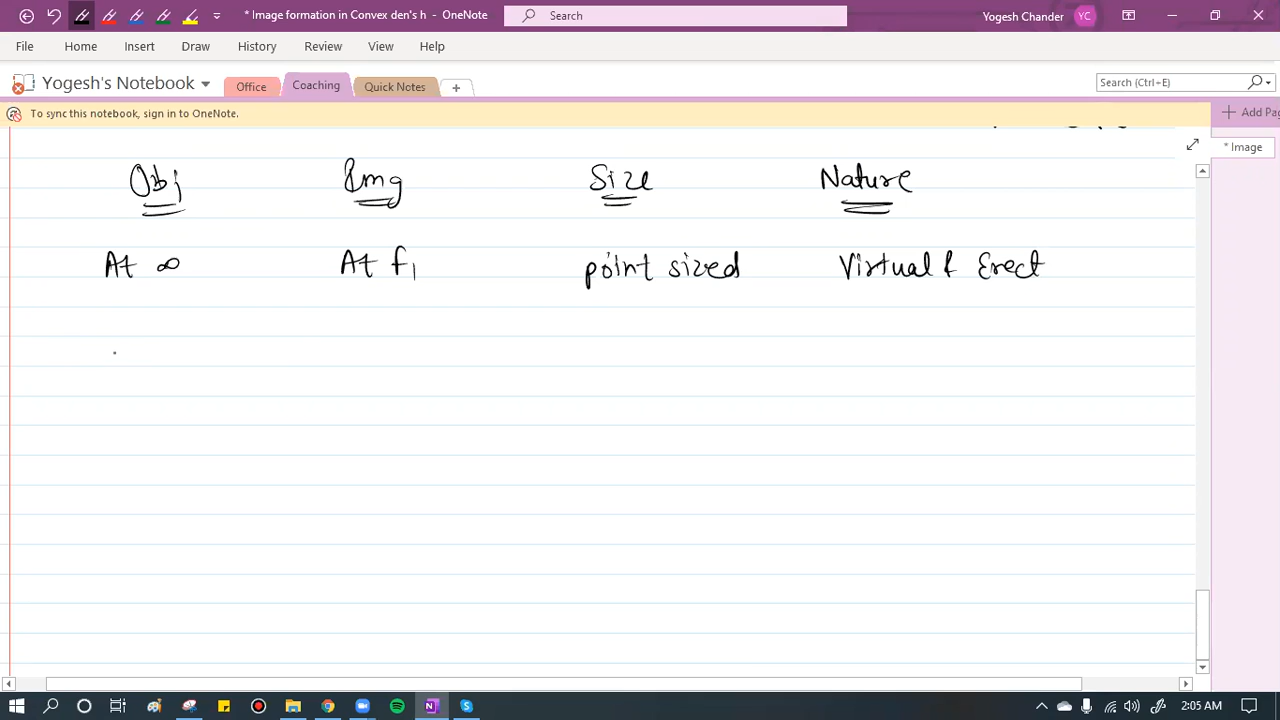 * Image formation in Convex den's h - OneNote
Search
Yogesh Chander
YC
File Home Insert Draw History Review View Help
Yogesh's Notebook
Office
Coaching
Quick Notes
Search (Ctrl+E)
To sync this notebook, sign in to OneNote.
Add Pag
* Image
Obj Img Size Nature
At ∞ At f1 point sized Virtual & Erect
2:05 AM